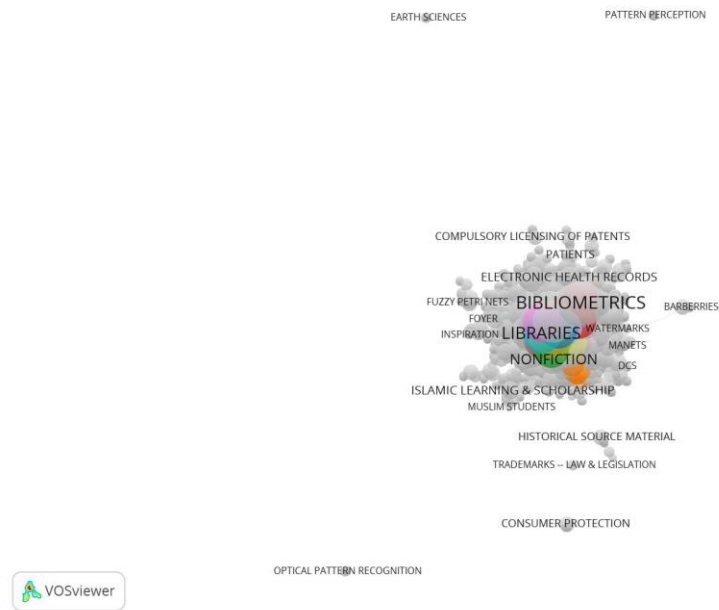 EARTH SCIENCES
PATTERN PERCEPTION
COMPULSORY LICENSING OF PATENTS
PATIENTS
ELECTRONIC HEALTH RECORDS
FUZZY PETRI NETS
BIBLIOMETRICS
BARBERRIES
FOYER
INSPIRATION
LIBRARIES
WATERMARKS
MANETS
NONFICTION
DCS
ISLAMIC LEARNING & SCHOLARSHIP
MUSLIM STUDENTS
HISTORICAL SOURCE MATERIAL
TRADEMARKS -- LAW & LEGISLATION
CONSUMER PROTECTION
OPTICAL PATTERN RECOGNITION
VOSviewer